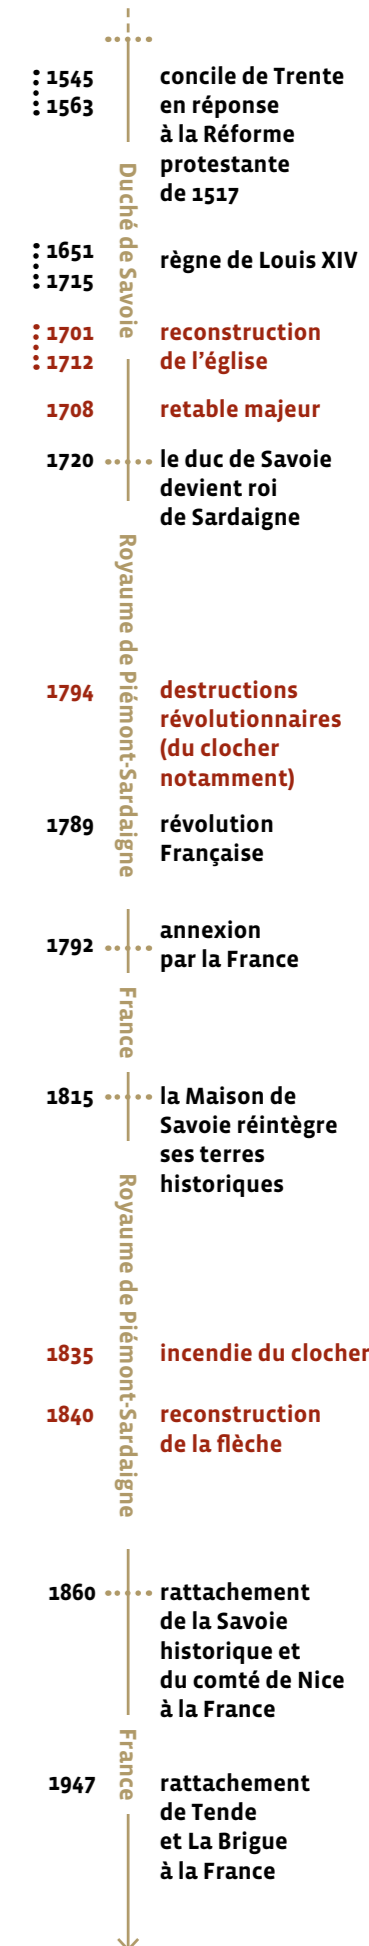 1545
1563
concile de Trente
en réponse
à la Réforme
protestante
de 1517
Duché de Savoie
1651
1715
règne de Louis XIV
1701
1712
reconstruction
de l'église
1708
retable majeur
1720
le duc de Savoie
devient roi
de Sardaigne
Royaume de Piémont-Sardaigne
1794
destructions
révolutionnaires
(du clocher
notamment)
1789
révolution
Française
1792
annexion
par la France
France
1815
la Maison de
Savoie réintègre
ses terres
historiques
Royaume de Piémont-Sardaigne
1835
incendie du clocher
1840
reconstruction
de la flèche
1860
rattachement
de la Savoie
historique et
du comté de Nice
à la France
France
1947
rattachement
de Tende
et La Brigue
à la France